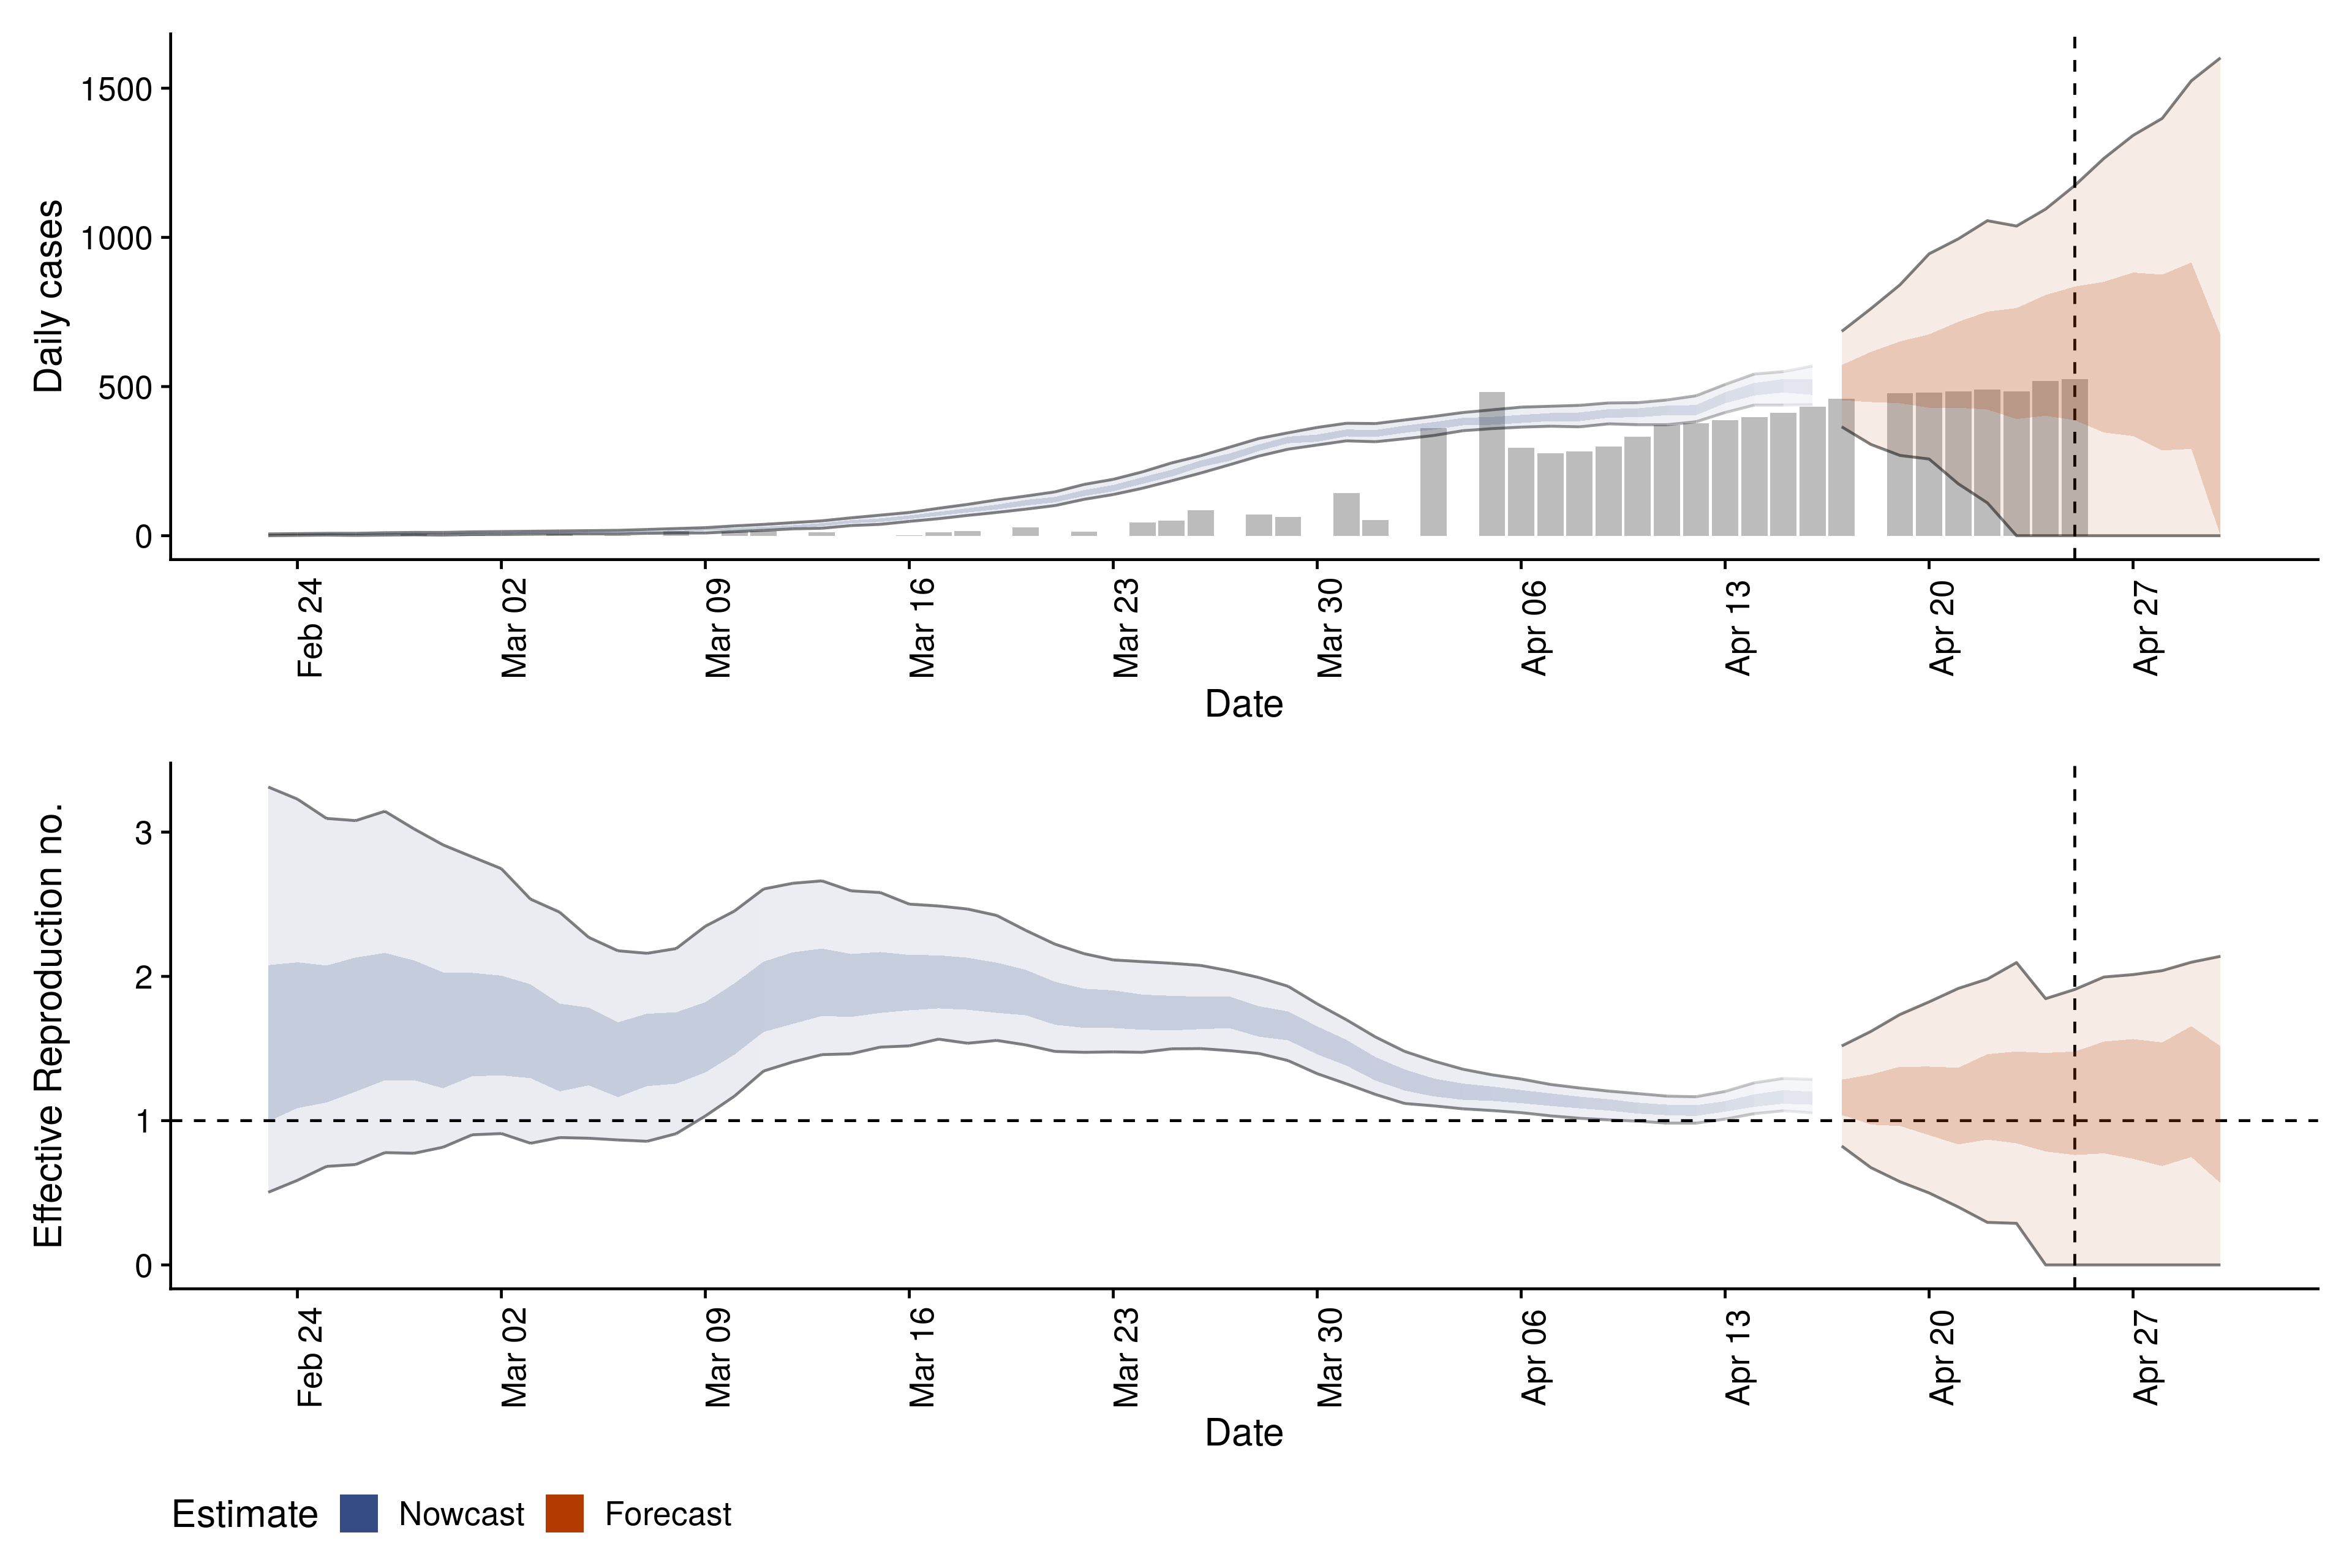 Daily cases
1500
1000
500
0
Feb 24
Mar 02
Mar 09
Mar 16
Mar 23
Mar 30
Apr 06
Apr 13
Apr 20
Apr 27
Date
Effective Reproduction no.
3
2
1
0
Feb 24
Mar 02
Mar 09
Mar 16
Mar 23
Mar 30
Apr 06
Apr 13
Apr 20
Apr 27
Date
Estimate Nowcast Forecast